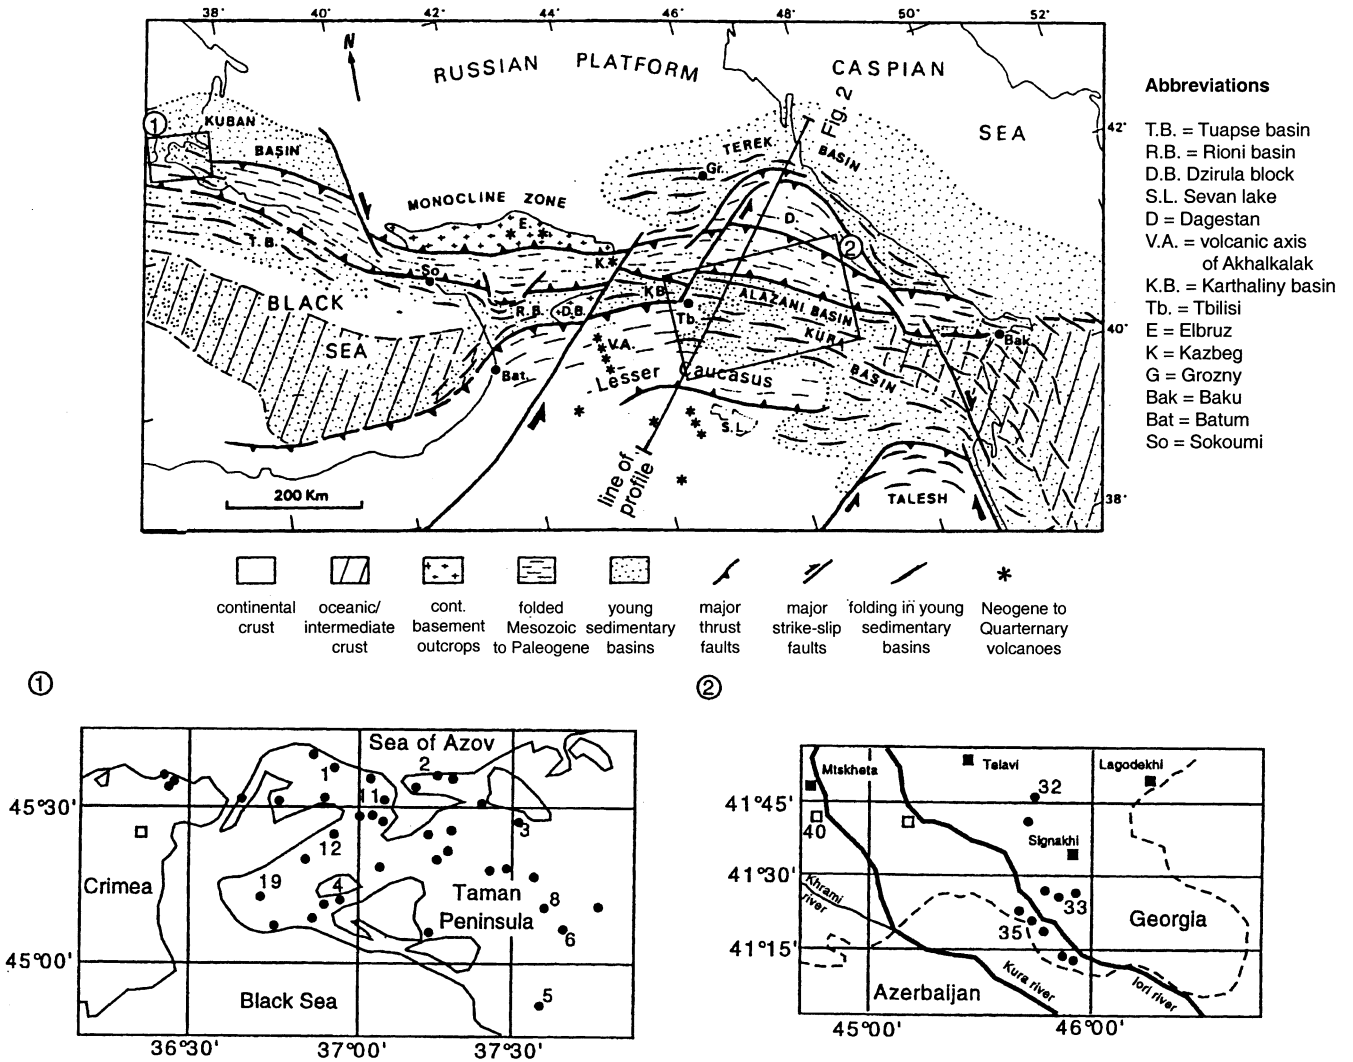 38'
40'
42'
44'
46'
48'
50'
52'
N
RUSSIAN PLATFORM
CASPIAN
SEA
Fig. 2
42'
1
KUBAN
BASIN
TEREK
BASIN
Gr.
MONOCLINE ZONE
E.
D.
2
K
T.B.
So
BLACK
SEA
R.B.
D.B.
K.B.
Tb.
ALAZANI BASIN
KURA
BASIN
40'
Bak
V.A.
Bat.
Lesser Caucasus
S.L.
line of
profile
200 Km
TALESH
38'
Abbreviations
T.B. = Tuapse basin
R.B. = Rioni basin
D.B. Dzirula block
S.L. Sevan lake
D = Dagestan
V.A. = volcanic axis
of Akhalkalak
K.B. = Karthaliny basin
Tb. = Tbilisi
E = Elbruz
K = Kazbeg
G = Grozny
Bak = Baku
Bat = Batum
So = Sokoumi
continental
crust
oceanic/
intermediate
crust
cont.
basement
outcrops
folded
Mesozoic
to Paleogene
young
sedimentary
basins
major
thrust
faults
major
strike-slip
faults
folding in young
sedimentary
basins
Neogene to
Quarternary
volcanoes
1
Sea of Azov
1
2
11
45°30'
3
12
Crimea
19
4
Taman
Peninsula
8
6
45°00'
Black Sea
5
36°30'
37°00'
37°30'
2
Mtskheta
Telavi
Lagodekhi
32
41°45'
40
Signakhi
41°30'
Khrami
river
33
35
Georgia
41°15'
Kura river
Iori river
Azerbaijan
45°00'
46°00'